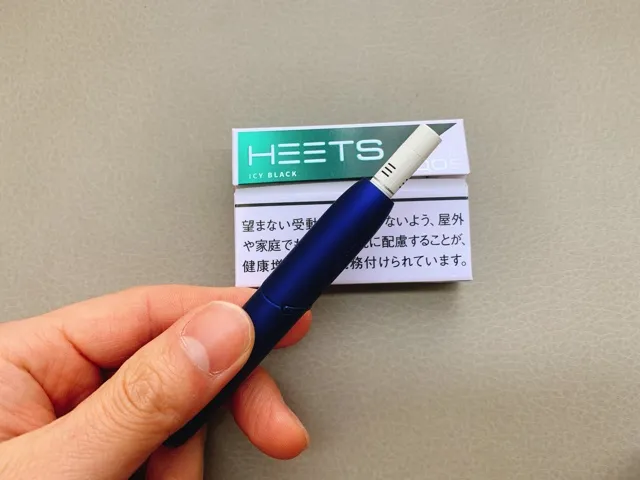 HEETS
ICY BLACK
望まない受動 ないよう、屋外
や家庭で に配慮することが、
健康増 務付けられています。